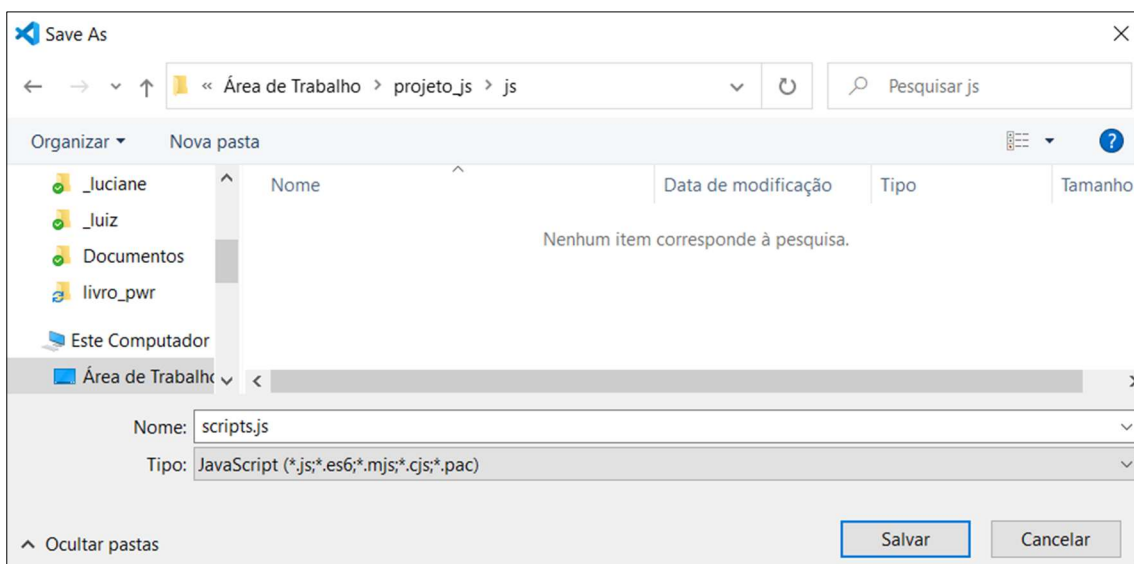 Save As
« Área de Trabalho > projeto_js > js
Pesquisar js
Organizar
Nova pasta
?
_luciane
_luiz
Documentos
livro_pwr
Este Computador
Área de Trabalho
Nome
Data de modificação
Tipo
Tamanho
Nenhum item corresponde à pesquisa.
Nome: scripts.js
Tipo: JavaScript (*.js;*.es6;*.mjs;*.cjs;*.pac)
Ocultar pastas
Salvar
Cancelar